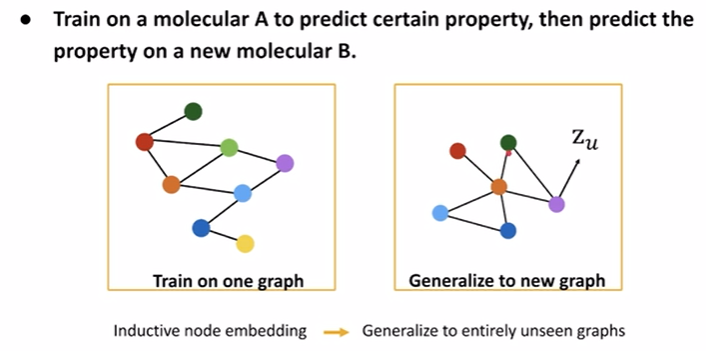 ● Train on a molecular A to predict certain property, then predict the
property on a new molecular B.
Z_u
Train on one graph
Generalize to new graph
Inductive node embedding → Generalize to entirely unseen graphs